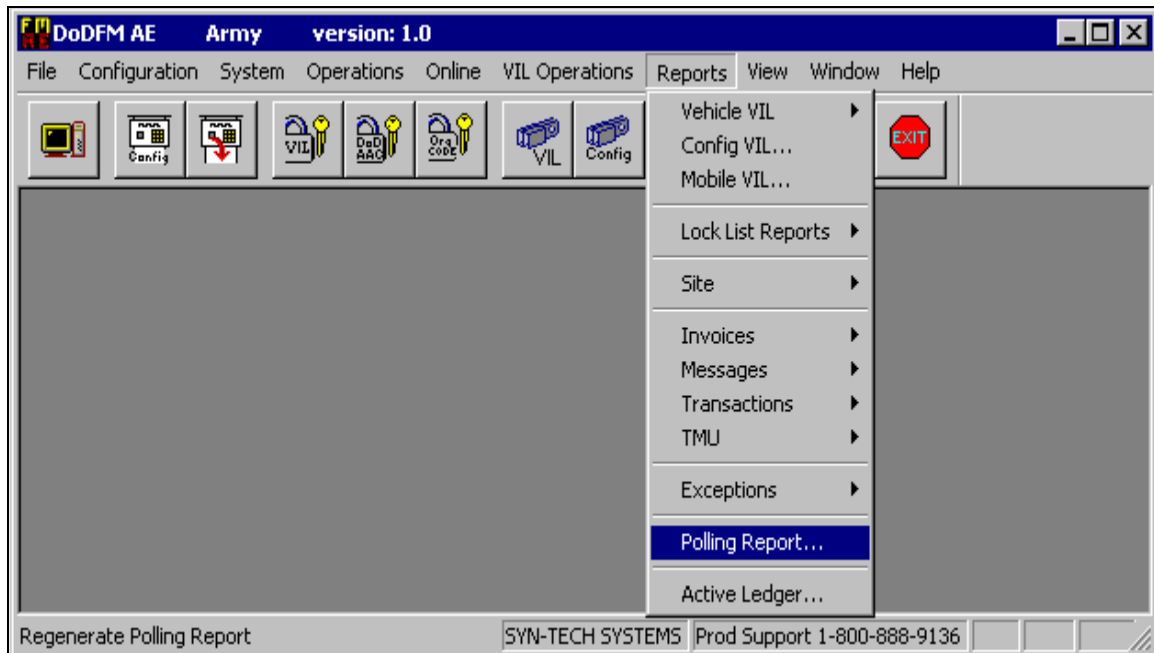 FM AE DoDFM AE Army version: 1.0
File Configuration System Operations Online VIL Operations Reports View Window Help
Config VIL DoD AAC Org CODE VIL Config EXIT
Vehicle VIL
Config VIL...
Mobile VIL...
Lock List Reports
Site
Invoices
Messages
Transactions
TMU
Exceptions
Polling Report...
Active Ledger...
Regenerate Polling Report SYN-TECH SYSTEMS Prod Support 1-800-888-9136